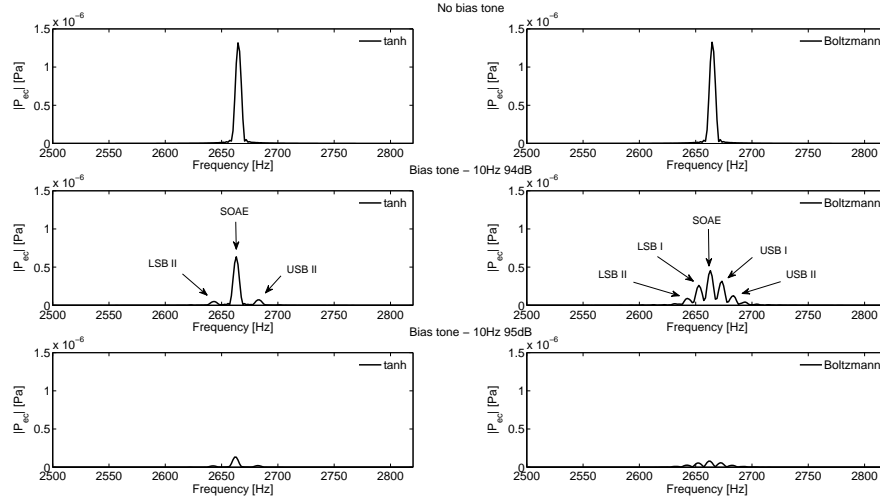 No bias tone
1.5 x 10^-6
tanh
|P_ec| [Pa]
1
0.5
0
2500 2550 2600 2650 2700 2750 2800
Frequency [Hz]
1.5 x 10^-6
Boltzmann
|P_ec| [Pa]
1
0.5
0
2500 2550 2600 2650 2700 2750 2800
Frequency [Hz]
Bias tone − 10Hz 94dB
1.5 x 10^-6
tanh
|P_ec| [Pa]
1
0.5
0
SOAE
LSB II
USB II
2500 2550 2600 2650 2700 2750 2800
Frequency [Hz]
1.5 x 10^-6
Boltzmann
|P_ec| [Pa]
1
0.5
0
SOAE
LSB I
USB I
LSB II
USB II
2500 2550 2600 2650 2700 2750 2800
Frequency [Hz]
Bias tone − 10Hz 95dB
1.5 x 10^-6
tanh
|P_ec| [Pa]
1
0.5
0
2500 2550 2600 2650 2700 2750 2800
Frequency [Hz]
1.5 x 10^-6
Boltzmann
|P_ec| [Pa]
1
0.5
0
2500 2550 2600 2650 2700 2750 2800
Frequency [Hz]